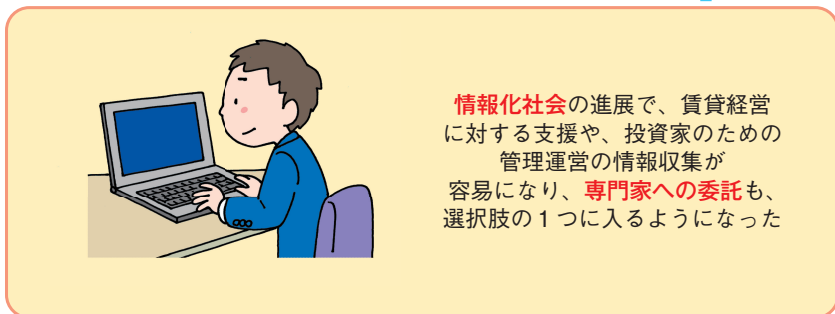 情報化社会の進展で、賃貸経営
に対する支援や、投資家のための
管理運営の情報収集が
容易になり、専門家への委託も、
選択肢の１つに入るようになった